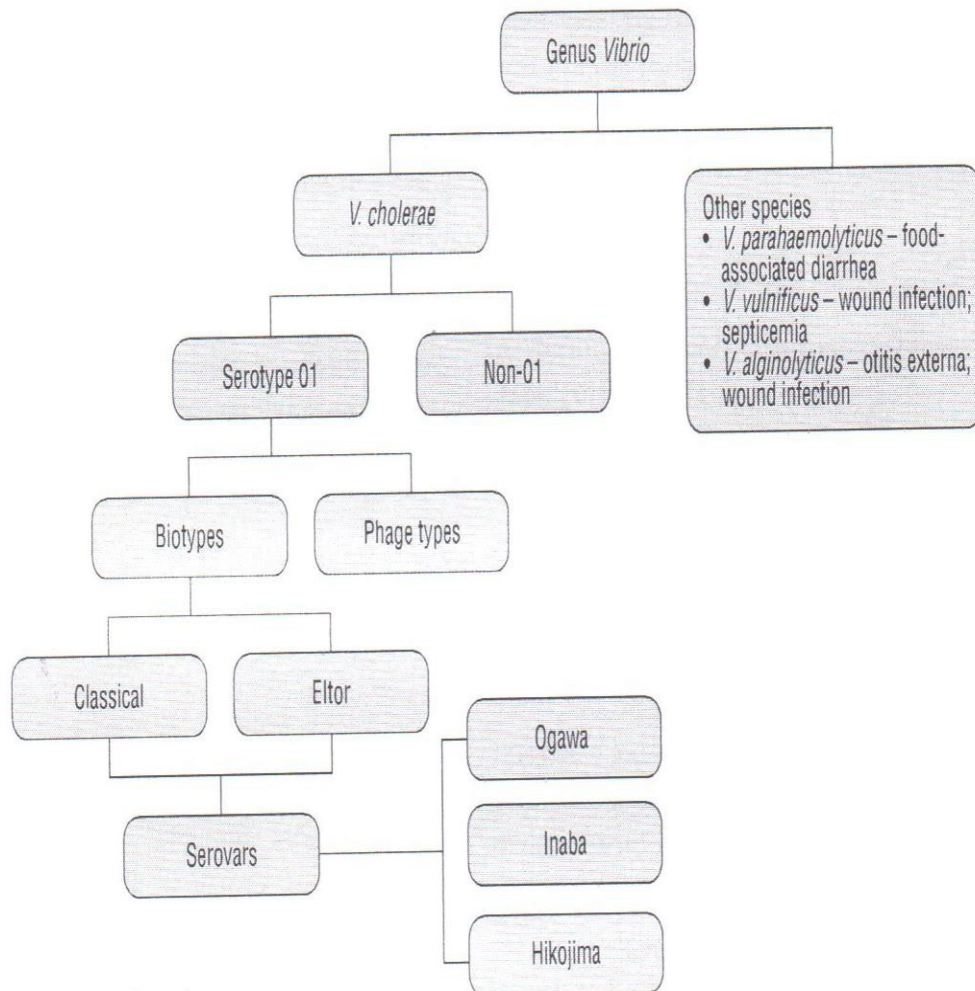 Genus Vibrio
V. cholerae
Other species
• V. parahaemolyticus – food-
associated diarrhea
• V. vulnificus – wound infection;
septicemia
• V. alginolyticus – otitis externa;
wound infection
Serotype 01
Non-01
Biotypes
Phage types
Classical
Eltor
Ogawa
Serovars
Inaba
Hikojima